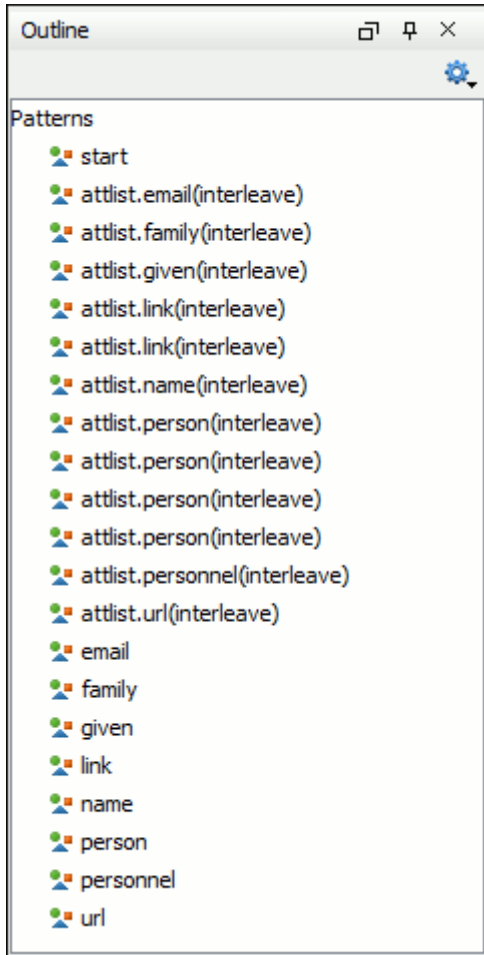 Outline
Patterns
start
attlist.email(interleave)
attlist.family(interleave)
attlist.given(interleave)
attlist.link(interleave)
attlist.link(interleave)
attlist.name(interleave)
attlist.person(interleave)
attlist.person(interleave)
attlist.person(interleave)
attlist.person(interleave)
attlist.personnel(interleave)
attlist.url(interleave)
email
family
given
link
name
person
personnel
url